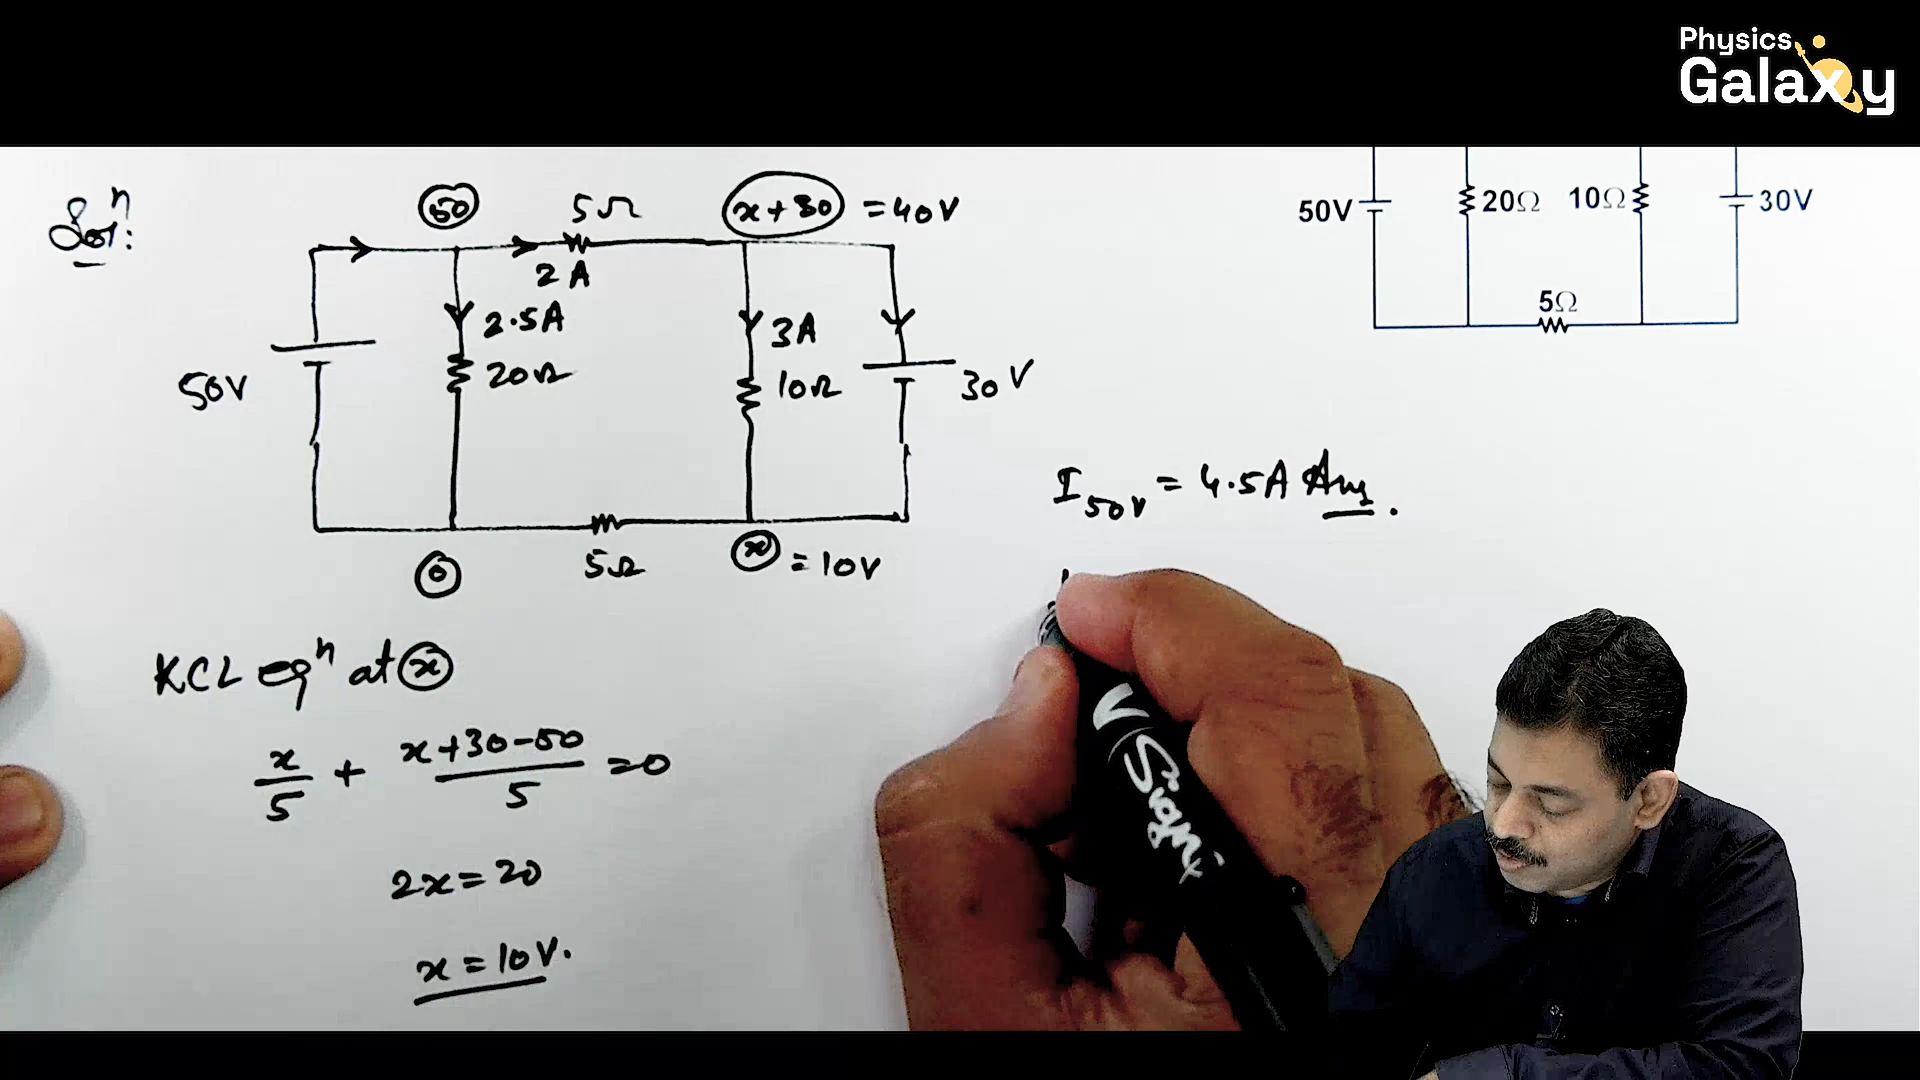 Physics
Galaxy
Solⁿ:
50
5Ω
x+30 = 40V
2A
2.5A
20Ω
3A
10Ω
50V
30V
0
5Ω
x = 10V
KCL eqⁿ at x
x/5 + x+30-50/5 = 0
2x = 20
x = 10V.
50V
20Ω
10Ω
30V
5Ω
I50V = 4.5A Ans.